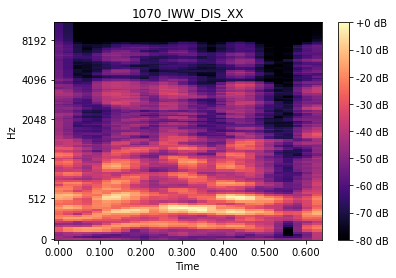 1070_IWW_DIS_XX
+0 dB
8192
-10 dB
4096
-20 dB
-30 dB
2048
Hz
-40 dB
1024
-50 dB
512
-60 dB
-70 dB
0
-80 dB
0.000 0.100 0.200 0.300 0.400 0.500 0.600
Time